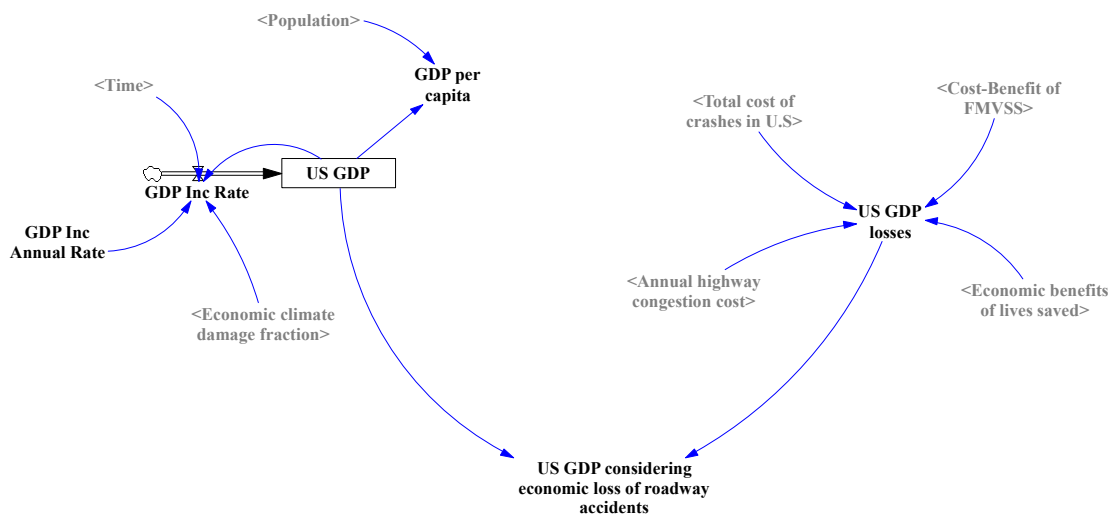 <Population>
GDP per
capita
<Time>
<Total cost of
crashes in U.S>
<Cost-Benefit of
FMVSS>
US GDP
GDP Inc Rate
GDP Inc
Annual Rate
US GDP
losses
<Annual highway
congestion cost>
<Economic benefits
of lives saved>
<Economic climate
damage fraction>
US GDP considering
economic loss of roadway
accidents